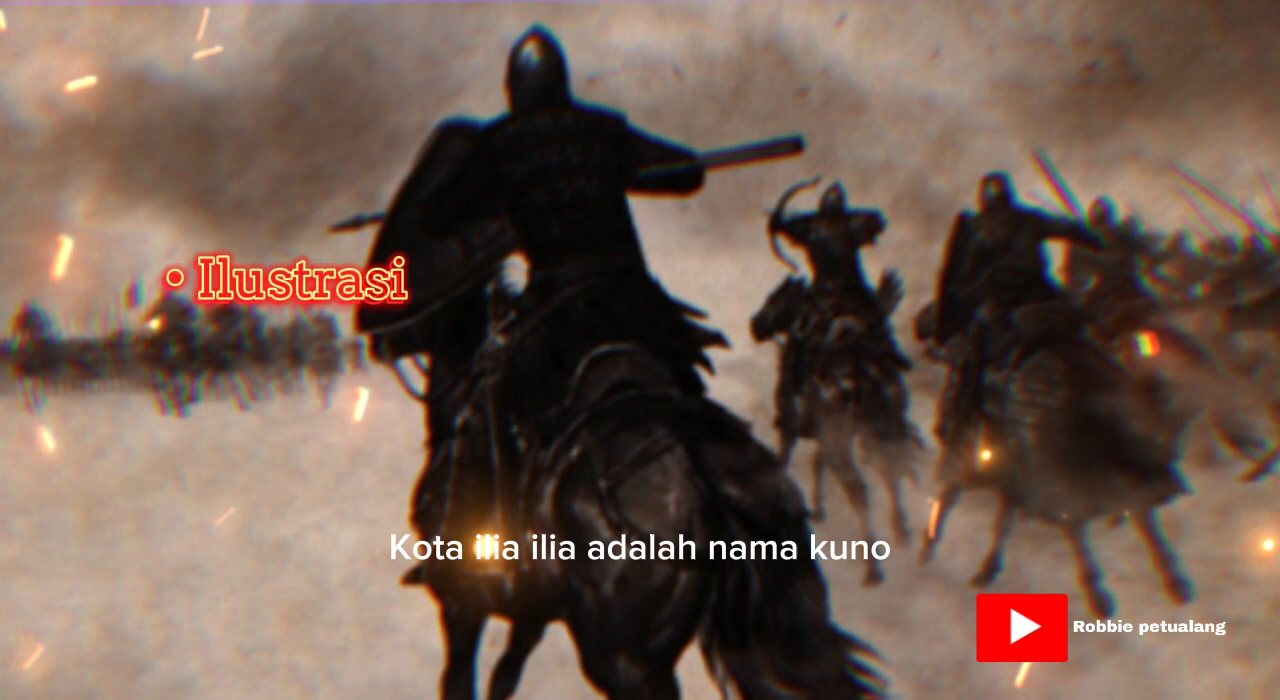 • Ilustrasi
Kota ilia ilia adalah nama kuno
Robbie petualang